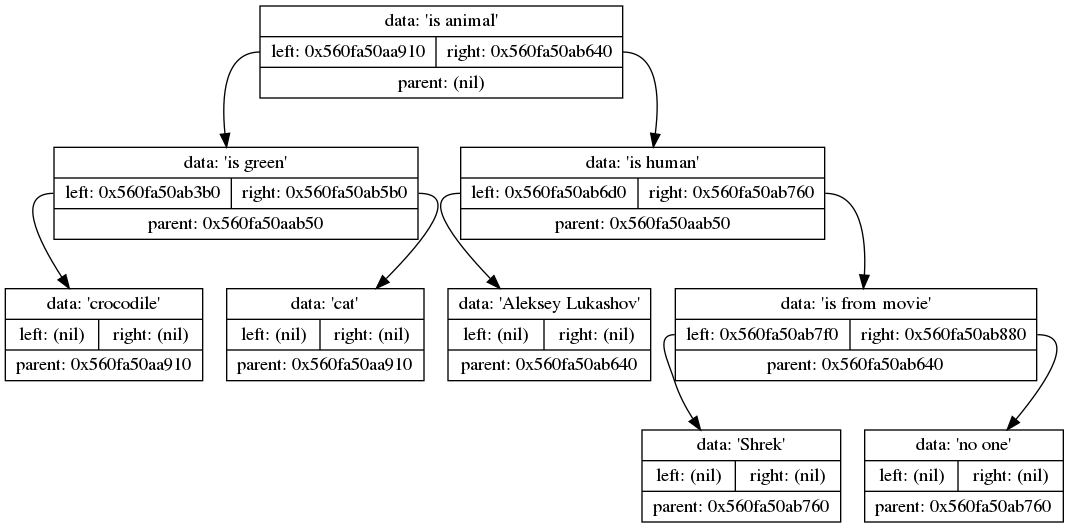 data: 'is animal'
left: 0x560fa50aa910 right: 0x560fa50ab640
parent: (nil)
data: 'is green'
left: 0x560fa50ab3b0 right: 0x560fa50ab5b0
parent: 0x560fa50aab50
data: 'is human'
left: 0x560fa50ab6d0 right: 0x560fa50ab760
parent: 0x560fa50aab50
data: 'crocodile'
left: (nil) right: (nil)
parent: 0x560fa50aa910
data: 'cat'
left: (nil) right: (nil)
parent: 0x560fa50aa910
data: 'Aleksey Lukashov'
left: (nil) right: (nil)
parent: 0x560fa50ab640
data: 'is from movie'
left: 0x560fa50ab7f0 right: 0x560fa50ab880
parent: 0x560fa50ab640
data: 'Shrek'
left: (nil) right: (nil)
parent: 0x560fa50ab760
data: 'no one'
left: (nil) right: (nil)
parent: 0x560fa50ab760